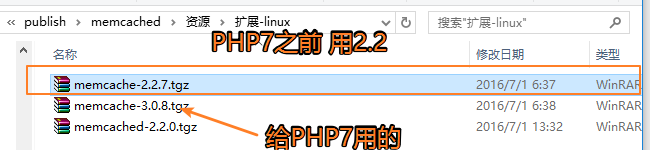 publish > memcached > 资源 > 扩展-linux
搜索"扩展-linux"
PHP7之前 用2.2
名称 修改日期 类型
memcache-2.2.7.tgz 2016/7/1 6:37 WinRAR
memcache-3.0.8.tgz 2016/7/1 6:38 WinRAR
memcached-2.2.0.tgz 2016/7/1 13:32 WinRAR
给PHP7用的